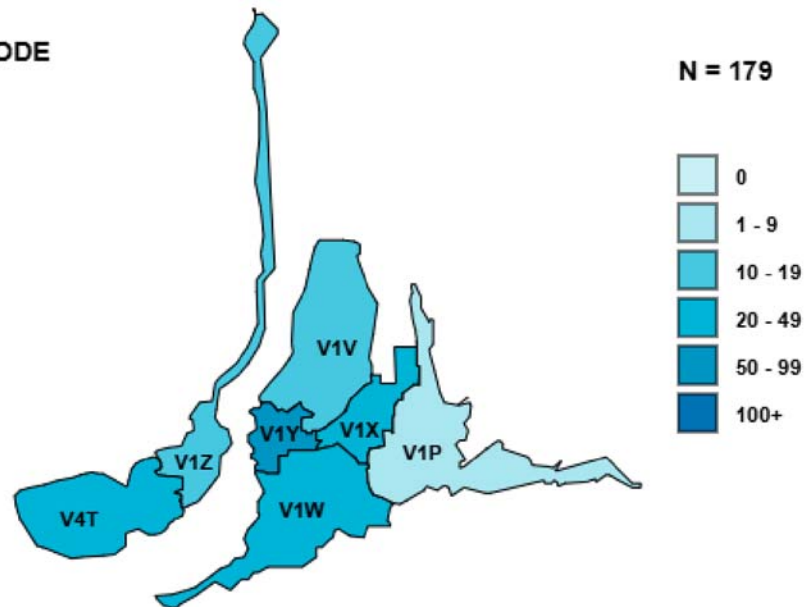 ODE
N = 179
0
1 - 9
10 - 19
20 - 49
50 - 99
100+
V1V
V1Y
V1X
V1P
V1Z
V4T
V1W